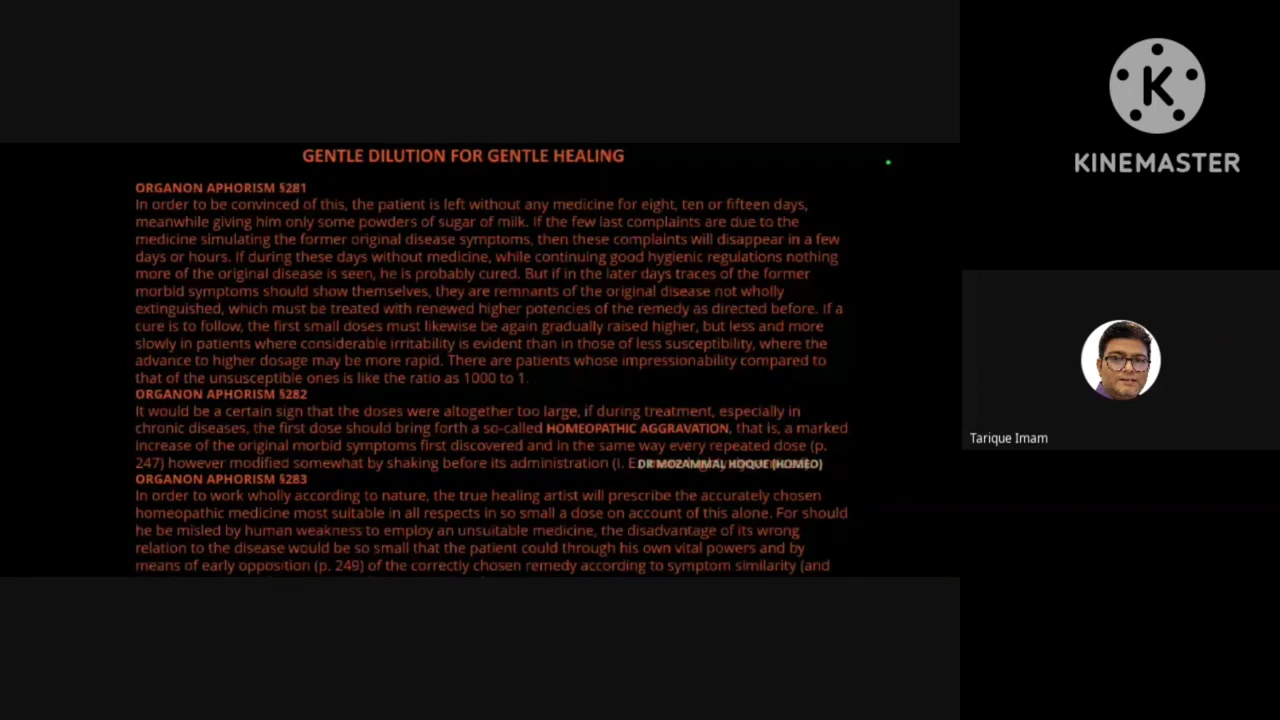 GENTLE DILUTION FOR GENTLE HEALING
ORGANON APHORISM §281
In order to be convinced of this, the patient is left without any medicine for eight, ten or fifteen days,
meanwhile giving him only some powders of sugar of milk. If the few last complaints are due to the
medicine simulating the former original disease symptoms, then these complaints will disappear in a few
days or hours. If during these days without medicine, while continuing good hygienic regulations nothing
more of the original disease is seen, he is probably cured. But if in the later days traces of the former
morbid symptoms should show themselves, they are remnants of the original disease not wholly
extinguished, which must be treated with renewed higher potencies of the remedy as directed before. If a
cure is to follow, the first small doses must likewise be again gradually raised higher, but less and more
slowly in patients where considerable irritability is evident than in those of less susceptibility, where the
advance to higher dosage may be more rapid. There are patients whose impressionability compared to
that of the unsusceptible ones is like the ratio as 1000 to 1.
ORGANON APHORISM §282
It would be a certain sign that the doses were altogether too large, if during treatment, especially in
chronic diseases, the first dose should bring forth a so-called HOMEOPATHIC AGGRAVATION, that is, a marked
increase of the original morbid symptoms first discovered and in the same way every repeated dose (p.
247) however modified somewhat by shaking before its administration (i. E.
DR MOZAMMAL HOQUE (HOMEO)
ORGANON APHORISM §283
In order to work wholly according to nature, the true healing artist will prescribe the accurately chosen
homeopathic medicine most suitable in all respects in so small a dose on account of this alone. For should
he be misled by human weakness to employ an unsuitable medicine, the disadvantage of its wrong
relation to the disease would be so small that the patient could through his own vital powers and by
means of early opposition (p. 249) of the correctly chosen remedy according to symptom similarity (and
K
KINEMASTER
Tarique Imam